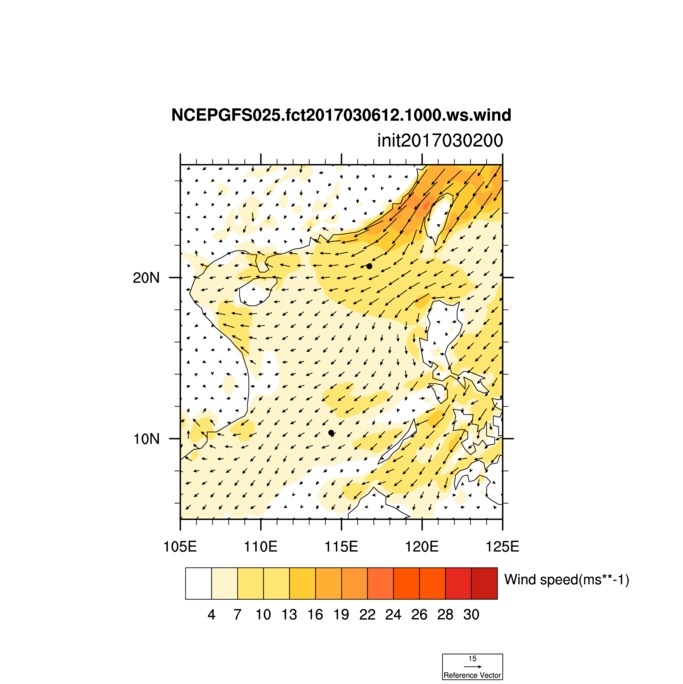 NCEPGFS025.fct2017030612.1000.ws.wind
init2017030200
20N
10N
105E 110E 115E 120E 125E
Wind speed(ms**-1)
4 7 10 13 16 19 22 24 26 28 30
15
Reference Vector